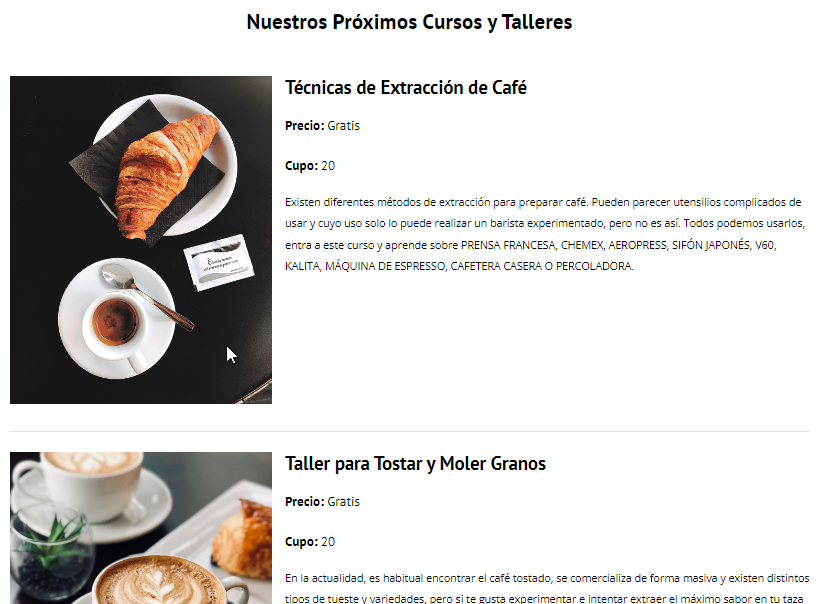 Nuestros Próximos Cursos y Talleres
Técnicas de Extracción de Café
Precio: Gratis
Cupo: 20
Existen diferentes métodos de extracción para preparar café. Pueden parecer utensilios complicados de
usar y cuyo uso solo lo puede realizar un barista experimentado, pero no es así. Todos podemos usarlos,
entra a este curso y aprende sobre PRENSA FRANCESA, CHEMEX, AEROPRESS, SIFÓN JAPONÉS, V60,
KALITA, MÁQUINA DE ESPRESSO, CAFETERA CASERA O PERCOLADORA.
Taller para Tostar y Moler Granos
Precio: Gratis
Cupo: 20
En la actualidad, es habitual encontrar el café tostado, se comercializa de forma masiva y existen distintos
tipos de tueste y variedades, pero si te gusta experimentar e intentar extraer el máximo sabor en tu taza